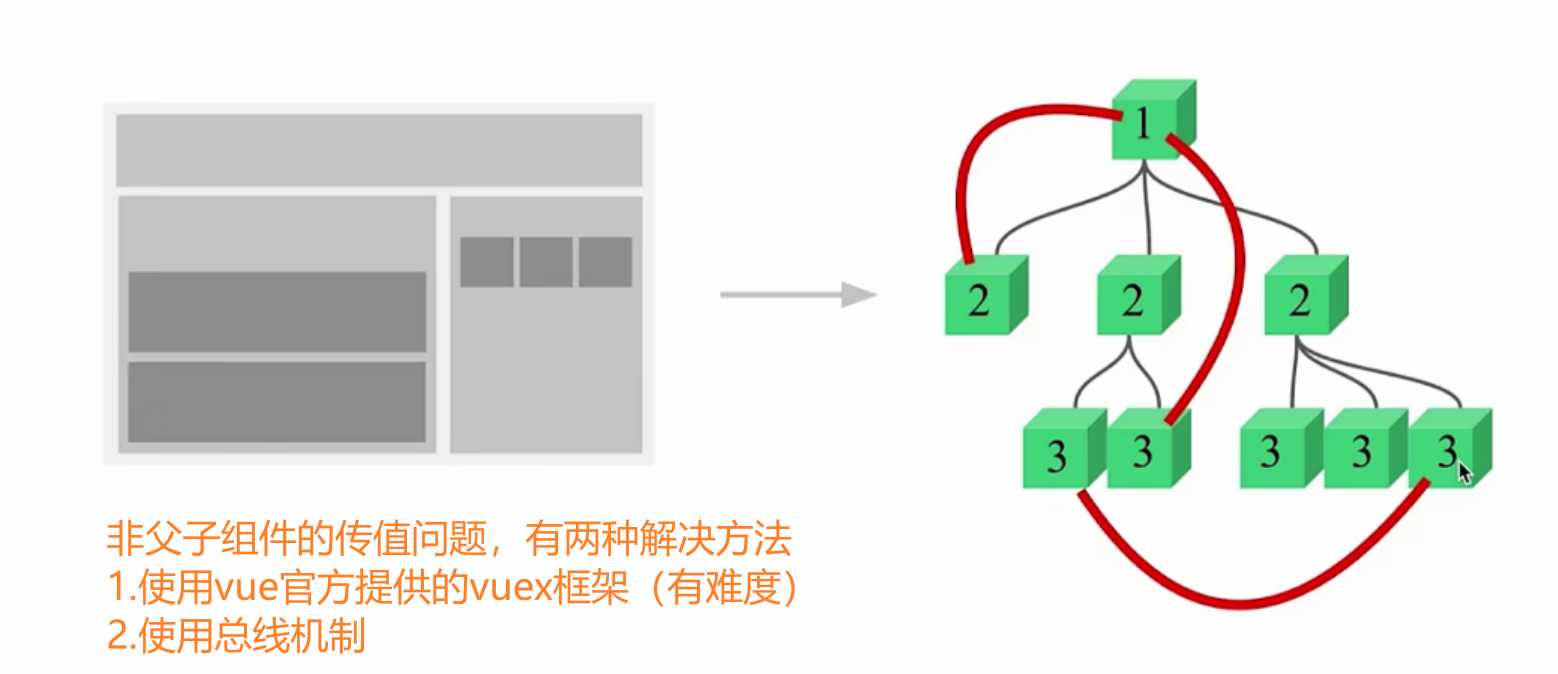 1
2 2 2
3 3 3 3 3
非父子组件的传值问题，有两种解决方法
1.使用vue官方提供的vuex框架（有难度）
2.使用总线机制